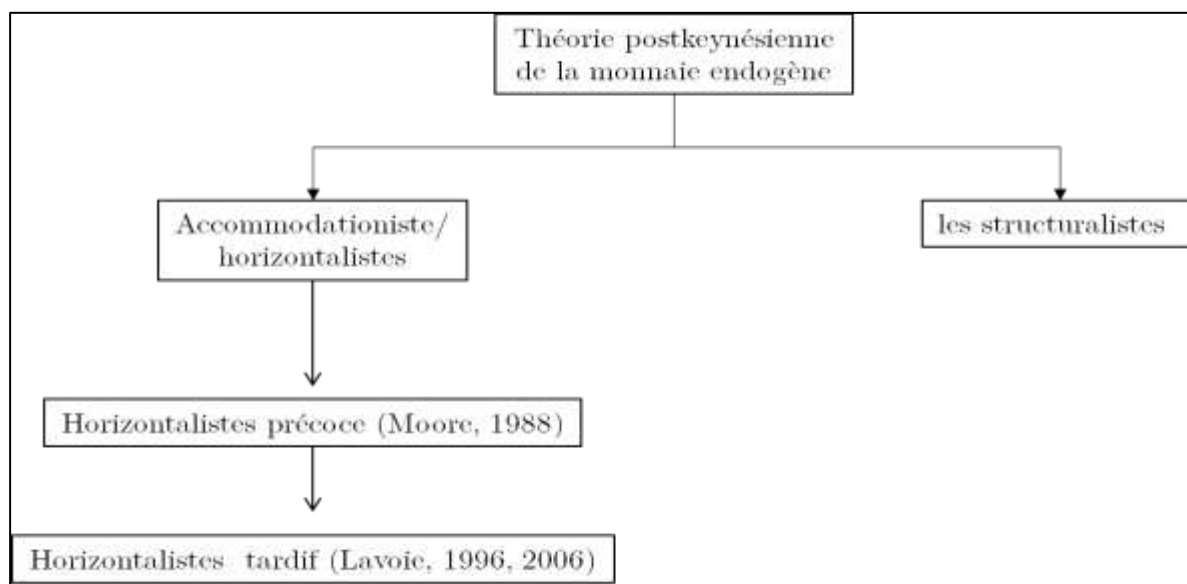 Théorie postkeynésienne
de la monnaie endogène
Accommodationiste/
horizontalistes
les structuralistes
Horizontalistes précoce (Moore, 1988)
Horizontalistes tardif (Lavoie, 1996, 2006)